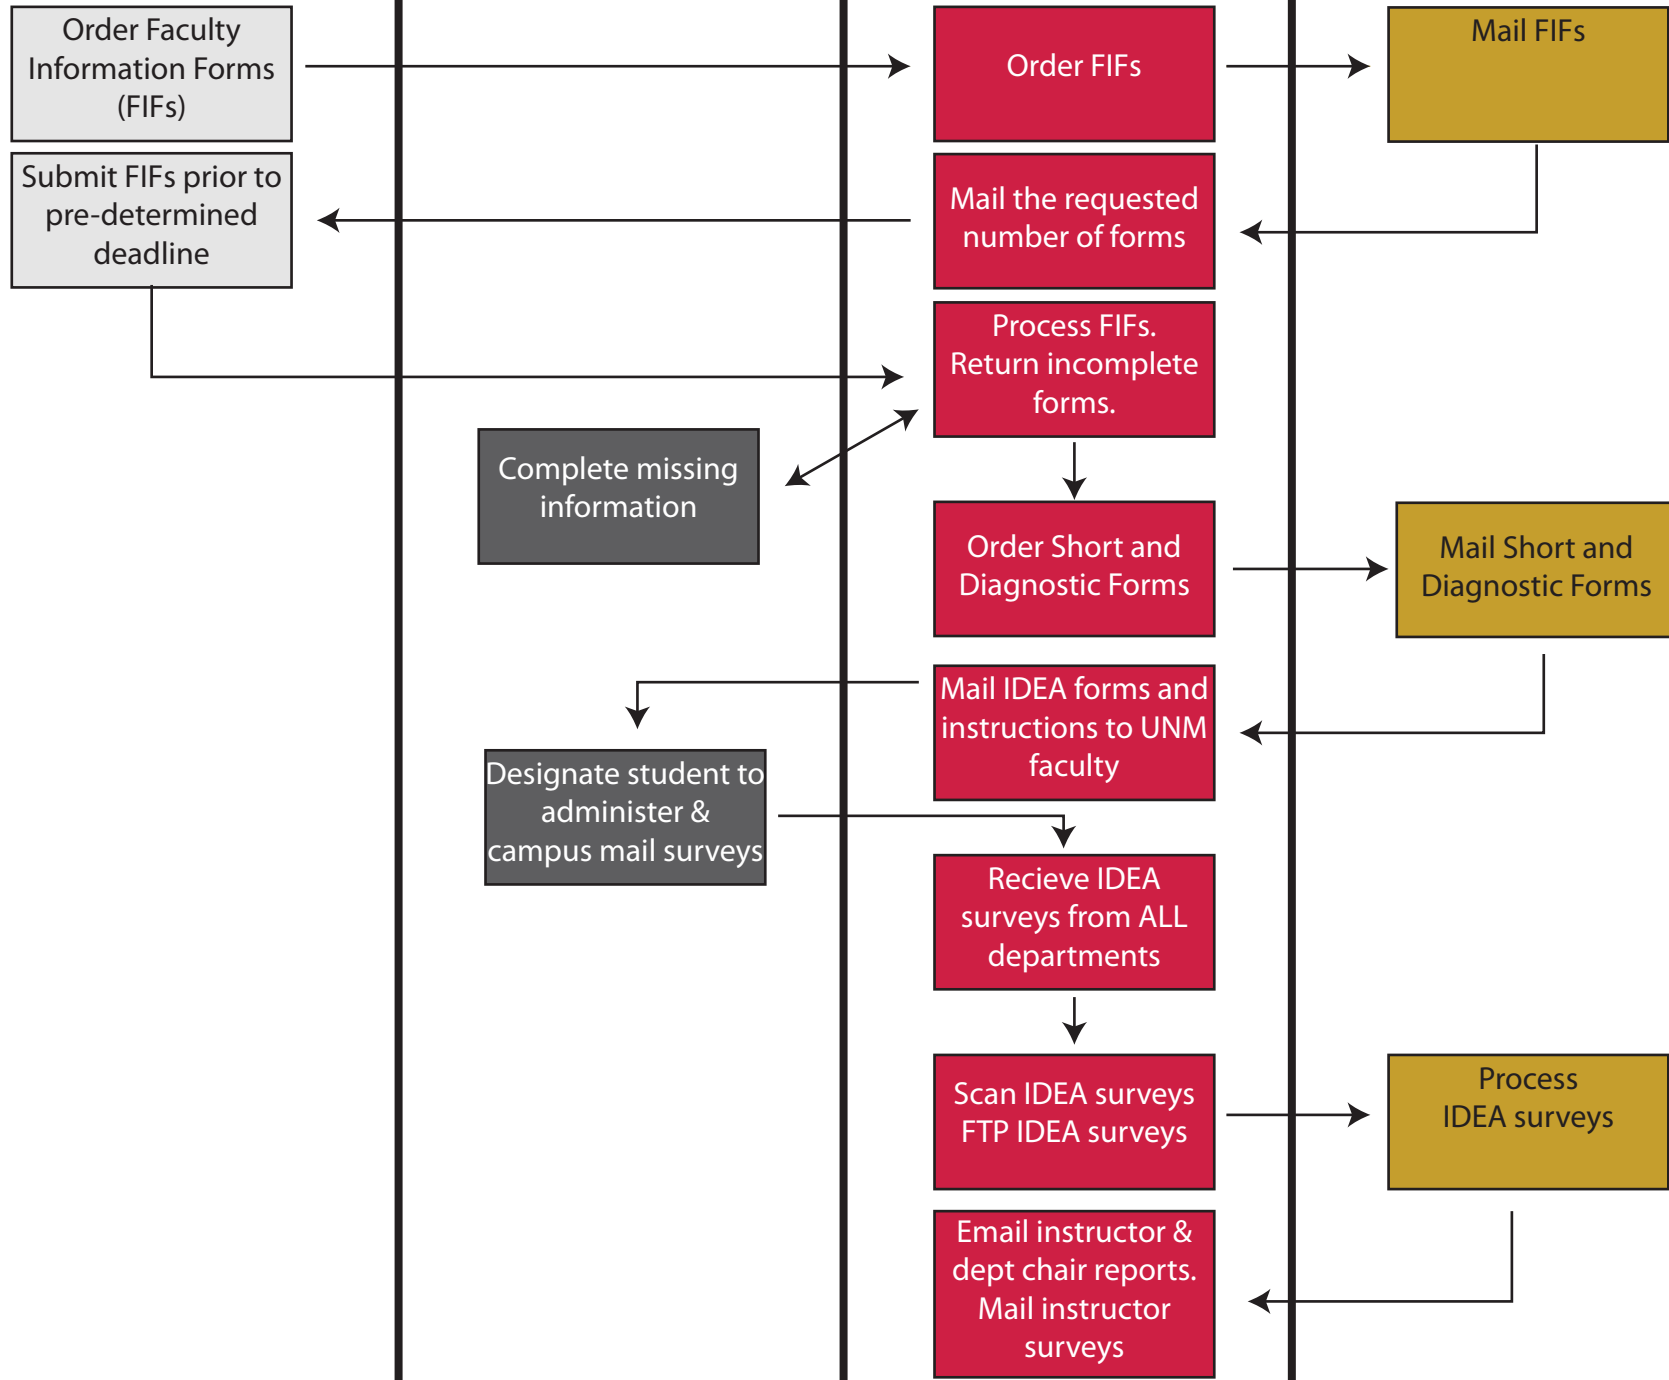 Order Faculty
Information Forms
(FIFs)
Order FIFs
Mail FIFs
Submit FIFs prior to
pre-determined
deadline
Mail the requested
number of forms
Process FIFs.
Return incomplete
forms.
Complete missing
information
Order Short and
Diagnostic Forms
Mail Short and
Diagnostic Forms
Mail IDEA forms and
instructions to UNM
faculty
Designate student to
administer &
campus mail surveys
Recieve IDEA
surveys from ALL
departments
Scan IDEA surveys
FTP IDEA surveys
Process
IDEA surveys
Email instructor &
dept chair reports.
Mail instructor
surveys